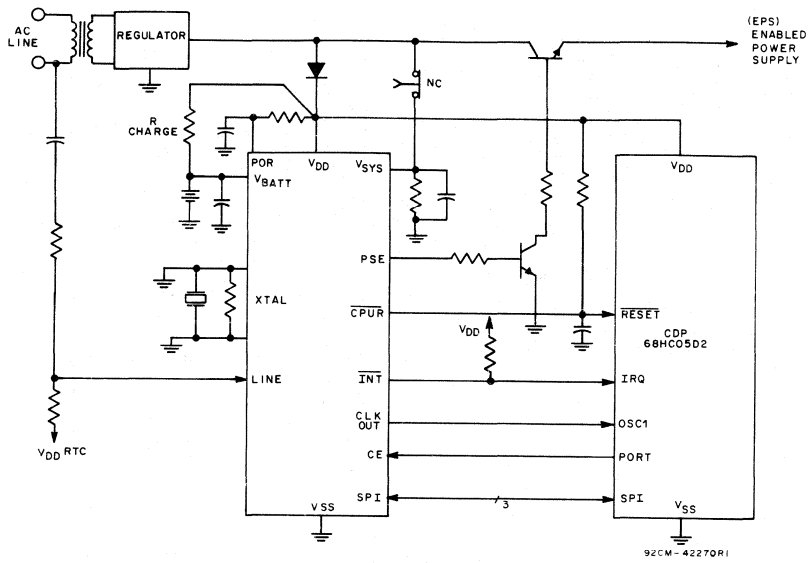 AC
LINE
REGULATOR
(EPS)
ENABLED
POWER
SUPPLY
NC
R
CHARGE
POR
VDD
VSYS
VBATT
VDD
PSE
XTAL
CPUR
RESET
VDD
CDP
68HC05D2
LINE
INT
IRQ
CLK
OUT
OSC1
CE
PORT
VDD RTC
SPI
3
SPI
VSS
VSS
92CM-42270R1